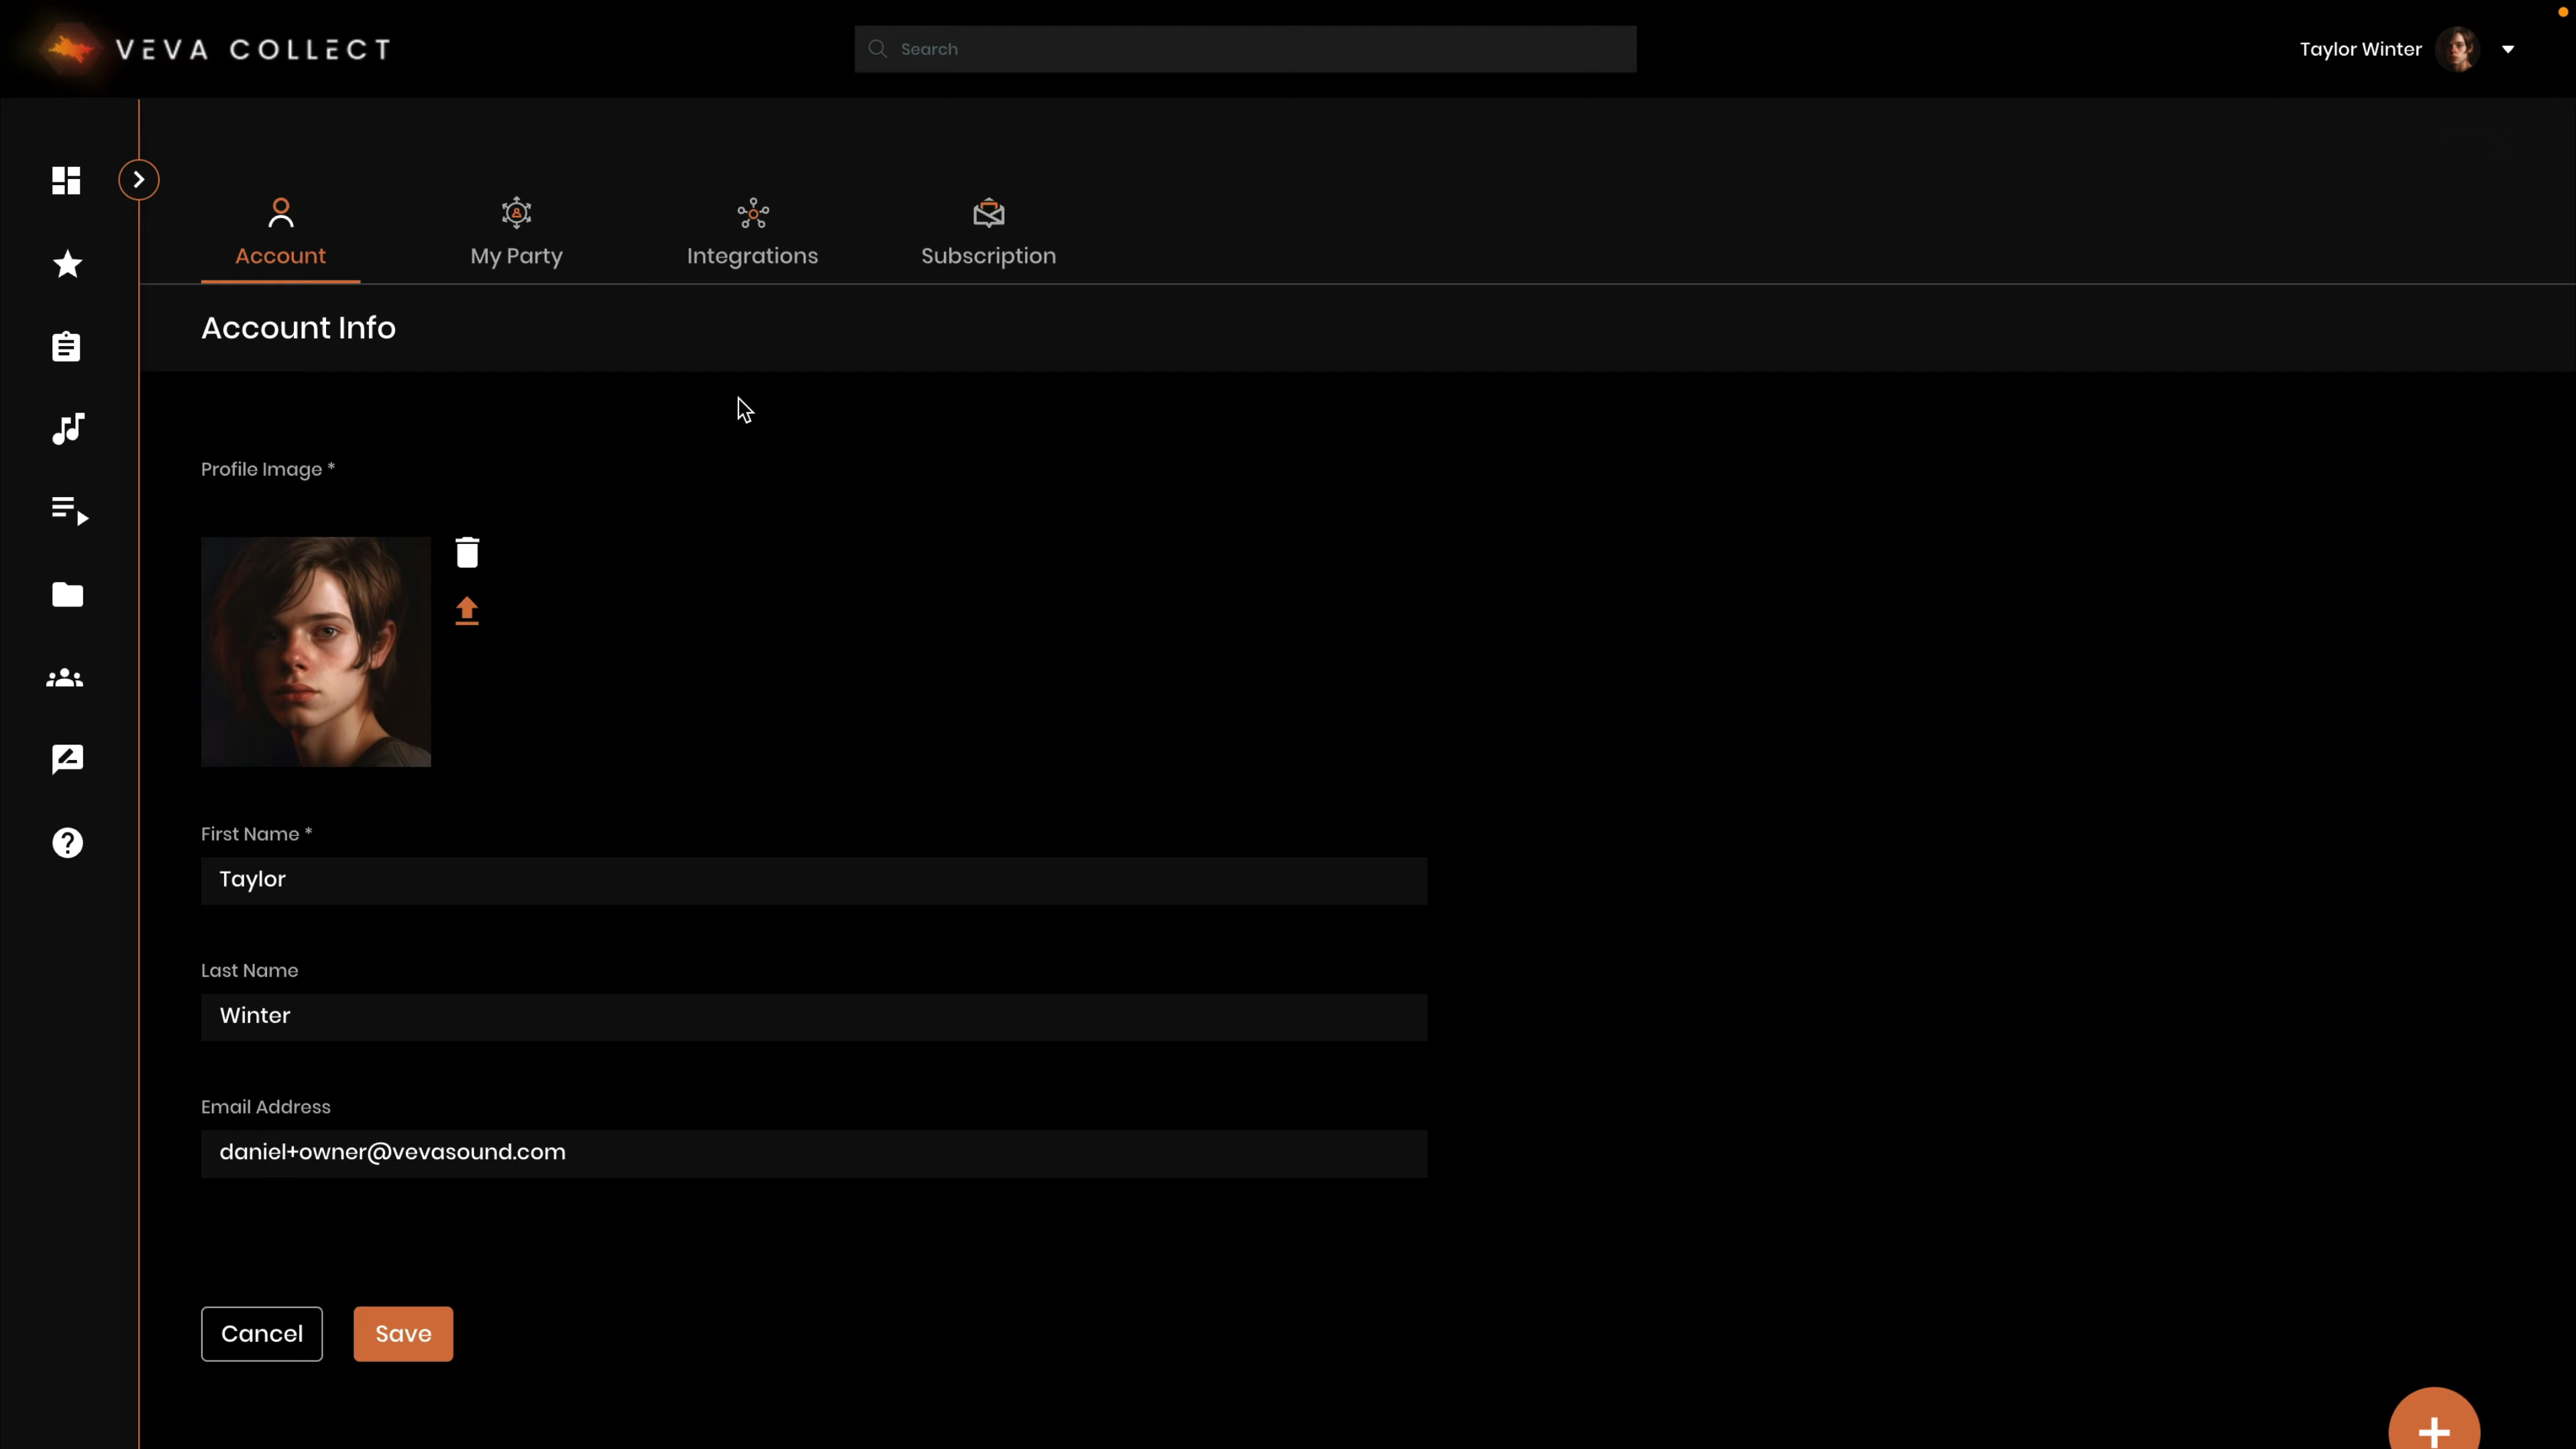 VEVA COLLECT
Search
Taylor Winter
Account
My Party
Integrations
Subscription
Account Info
Profile Image *
First Name *
Taylor
Last Name
Winter
Email Address
daniel+owner@vevasound.com
Cancel
Save